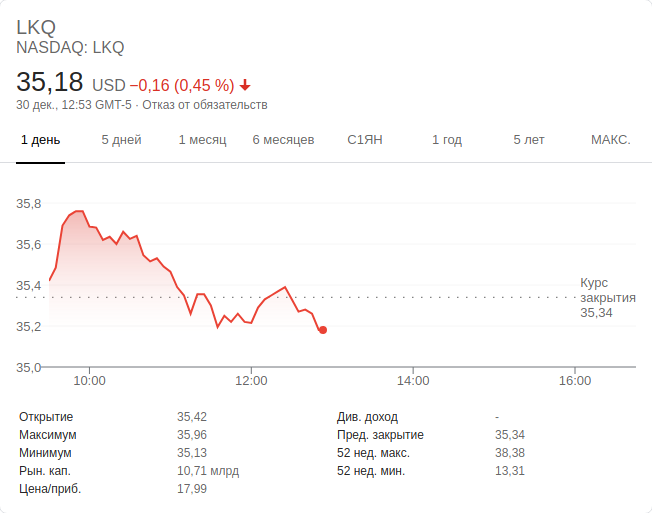 LKQ
NASDAQ: LKQ
35,18 USD −0,16 (0,45 %)
30 дек., 12:53 GMT-5 · Отказ от обязательств
1 день 5 дней 1 месяц 6 месяцев С1ЯН 1 год 5 лет МАКС.
35,8
35,6
35,4
35,2
35,0
Курс
закрытия
35,34
10:00 12:00 14:00 16:00
Открытие 35,42 Див. доход -
Максимум 35,96 Пред. закрытие 35,34
Минимум 35,13 52 нед. макс. 38,38
Рын. кап. 10,71 млрд 52 нед. мин. 13,31
Цена/приб. 17,99